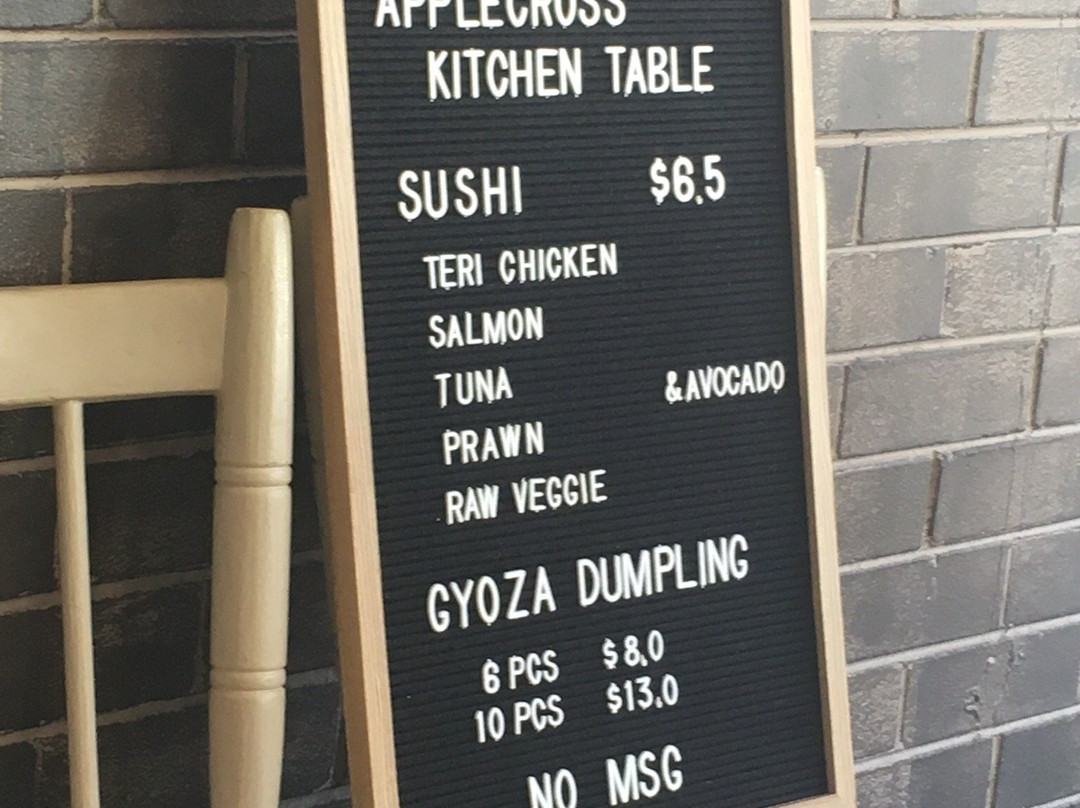 APPLECROSS
KITCHEN TABLE
SUSHI $6.5
TERI CHICKEN
SALMON
TUNA &AVOCADO
PRAWN
RAW VEGGIE
GYOZA DUMPLING
6 PCS $8.0
10 PCS $13.0
NO MSG